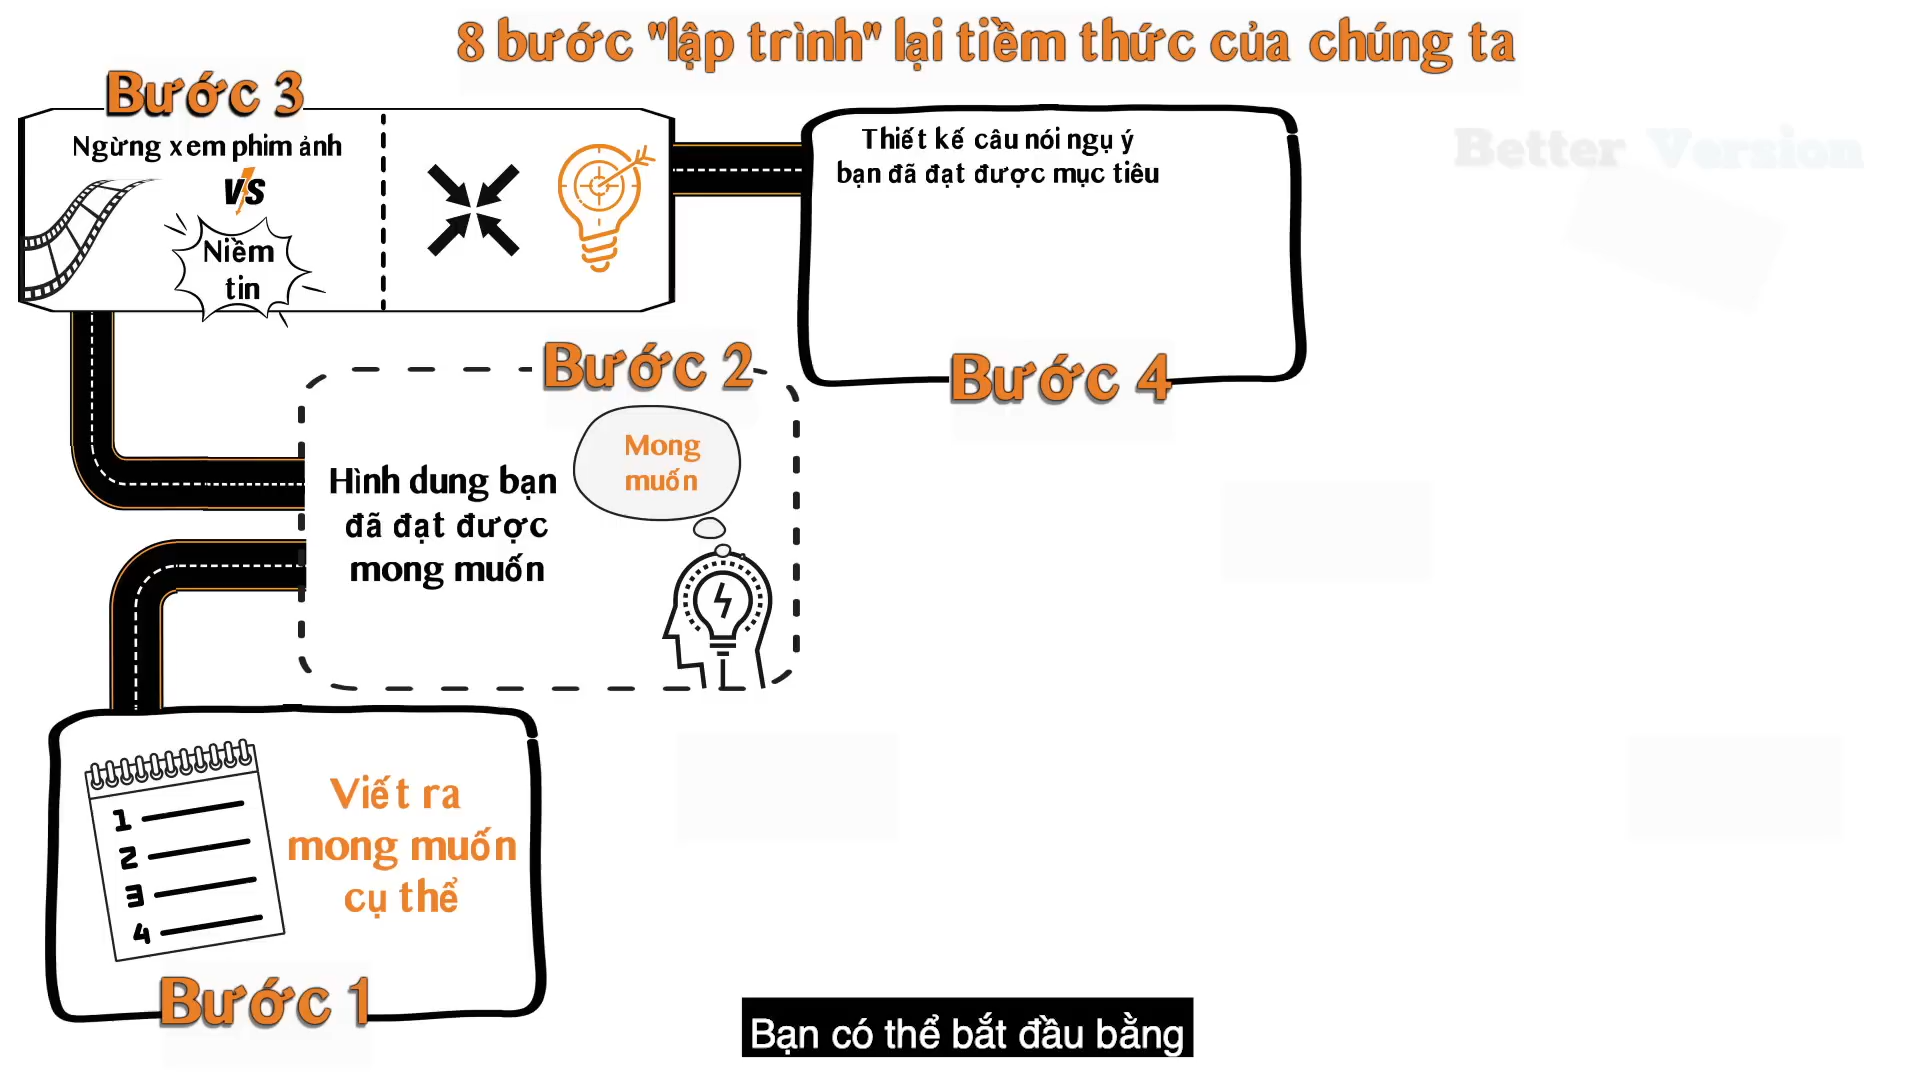 8 bước "lập trình" lại tiềm thức của chúng ta
Better Version
Bước 3
Ngừng xem phim ảnh
VS
Niềm
tin
Thiết kế câu nói ngụ ý
bạn đã đạt được mục tiêu
Bước 4
Bước 2
Mong
muốn
Hình dung bạn
đã đạt được
mong muốn
1
2
3
4
Viết ra
mong muốn
cụ thể
Bước 1
Bạn có thể bắt đầu bằng